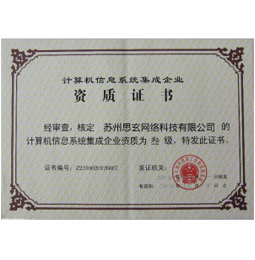 计算机信息系统集成企业
资质证书
经审查,核定 苏州思玄网络科技有限公司 的
计算机信息系统集成企业资质为 叁 级,特发此证书。
证书编号: 发证机关: